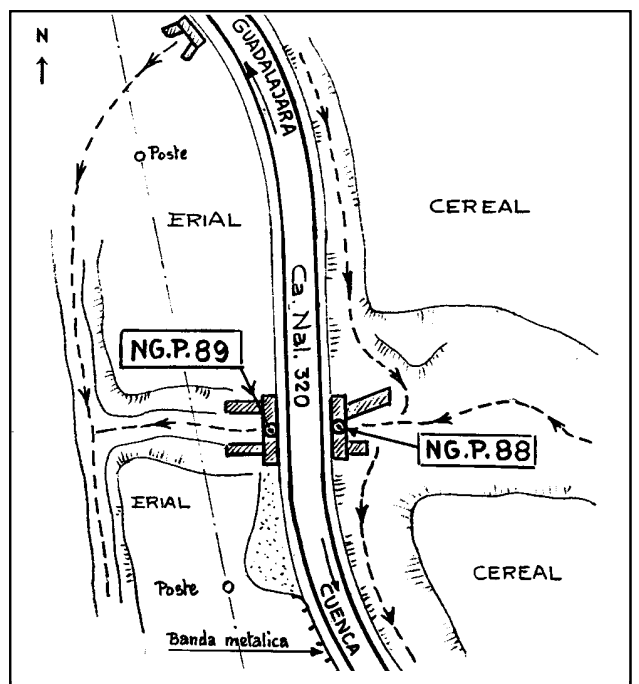 N
GUADALAJARA
Poste
ERIAL
CEREAL
Ca. Nal. 320
NG.P. 89
NG.P. 88
ERIAL
CEREAL
Poste
CUENCA
Banda metalica